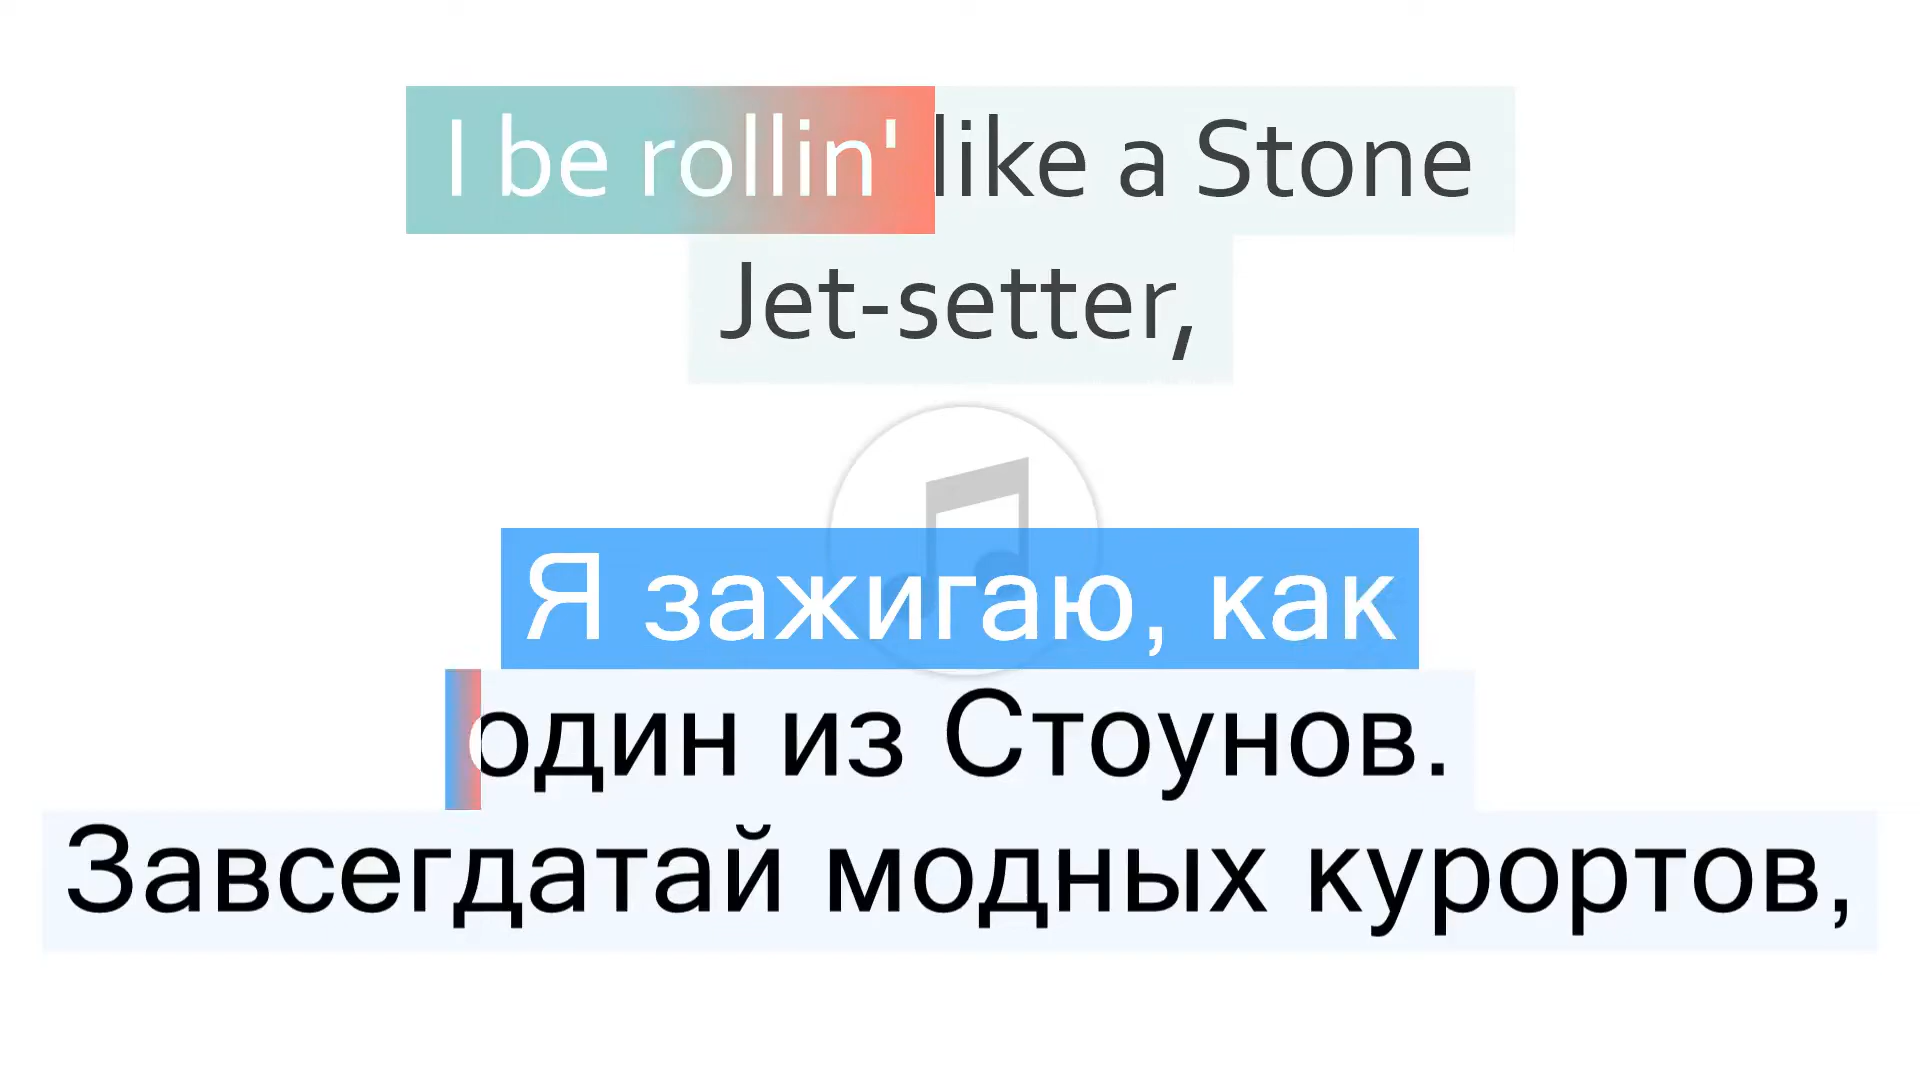 I be rollin' like a Stone
Jet-setter,
Я зажигаю, как
один из Стоунов.
Завсегдатай модных курортов,